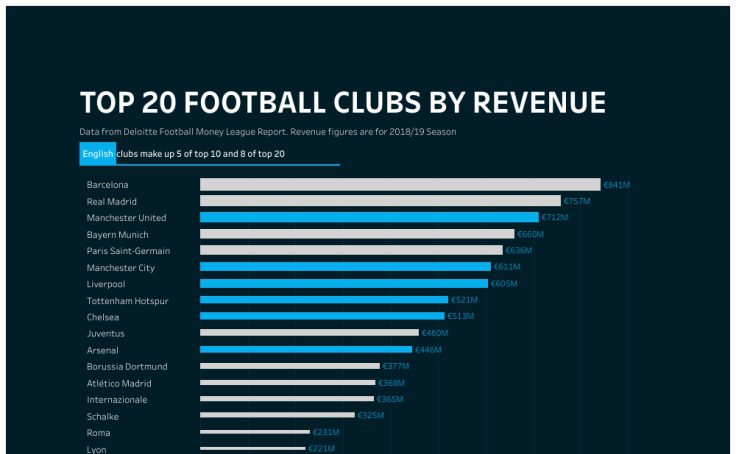 TOP 20 FOOTBALL CLUBS BY REVENUE
Data from Deloitte Football Money League Report. Revenue figures are for 2018/19 Season
English clubs make up 5 of top 10 and 8 of top 20
Barcelona €841M
Real Madrid €757M
Manchester United €712M
Bayern Munich €660M
Paris Saint-Germain €636M
Manchester City €611M
Liverpool €605M
Tottenham Hotspur €521M
Chelsea €513M
Juventus €460M
Arsenal €446M
Borussia Dortmund €377M
Atlético Madrid €368M
Internazionale €365M
Schalke €325M
Roma €231M
Lyon €221M